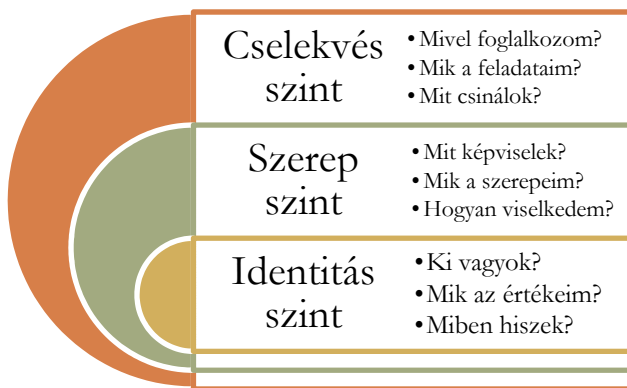 Cselekvés
szint
• Mivel foglalkozom?
• Mik a feladataim?
• Mit csinálok?
Szerep
szint
• Mit képviselek?
• Mik a szerepeim?
• Hogyan viselkedem?
Identitás
szint
• Ki vagyok?
• Mik az értékeim?
• Miben hiszek?